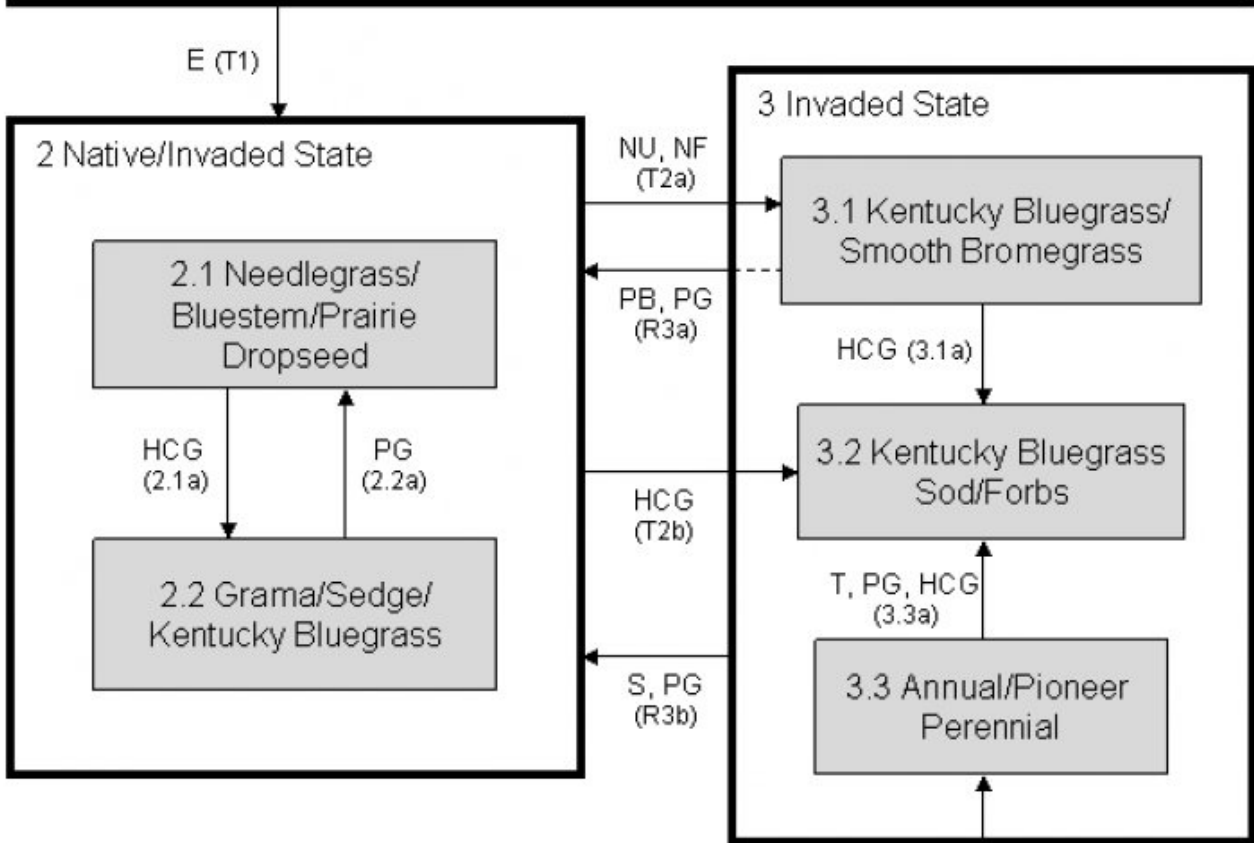 E (T1)
2 Native/Invaded State
2.1 Needlegrass/
Bluestem/Prairie
Dropseed
HCG
(2.1a)
PG
(2.2a)
2.2 Grama/Sedge/
Kentucky Bluegrass
NU, NF
(T2a)
PB, PG
(R3a)
HCG
(T2b)
S, PG
(R3b)
3 Invaded State
3.1 Kentucky Bluegrass/
Smooth Bromegrass
HCG (3.1a)
3.2 Kentucky Bluegrass
Sod/Forbs
T, PG, HCG
(3.3a)
3.3 Annual/Pioneer
Perennial